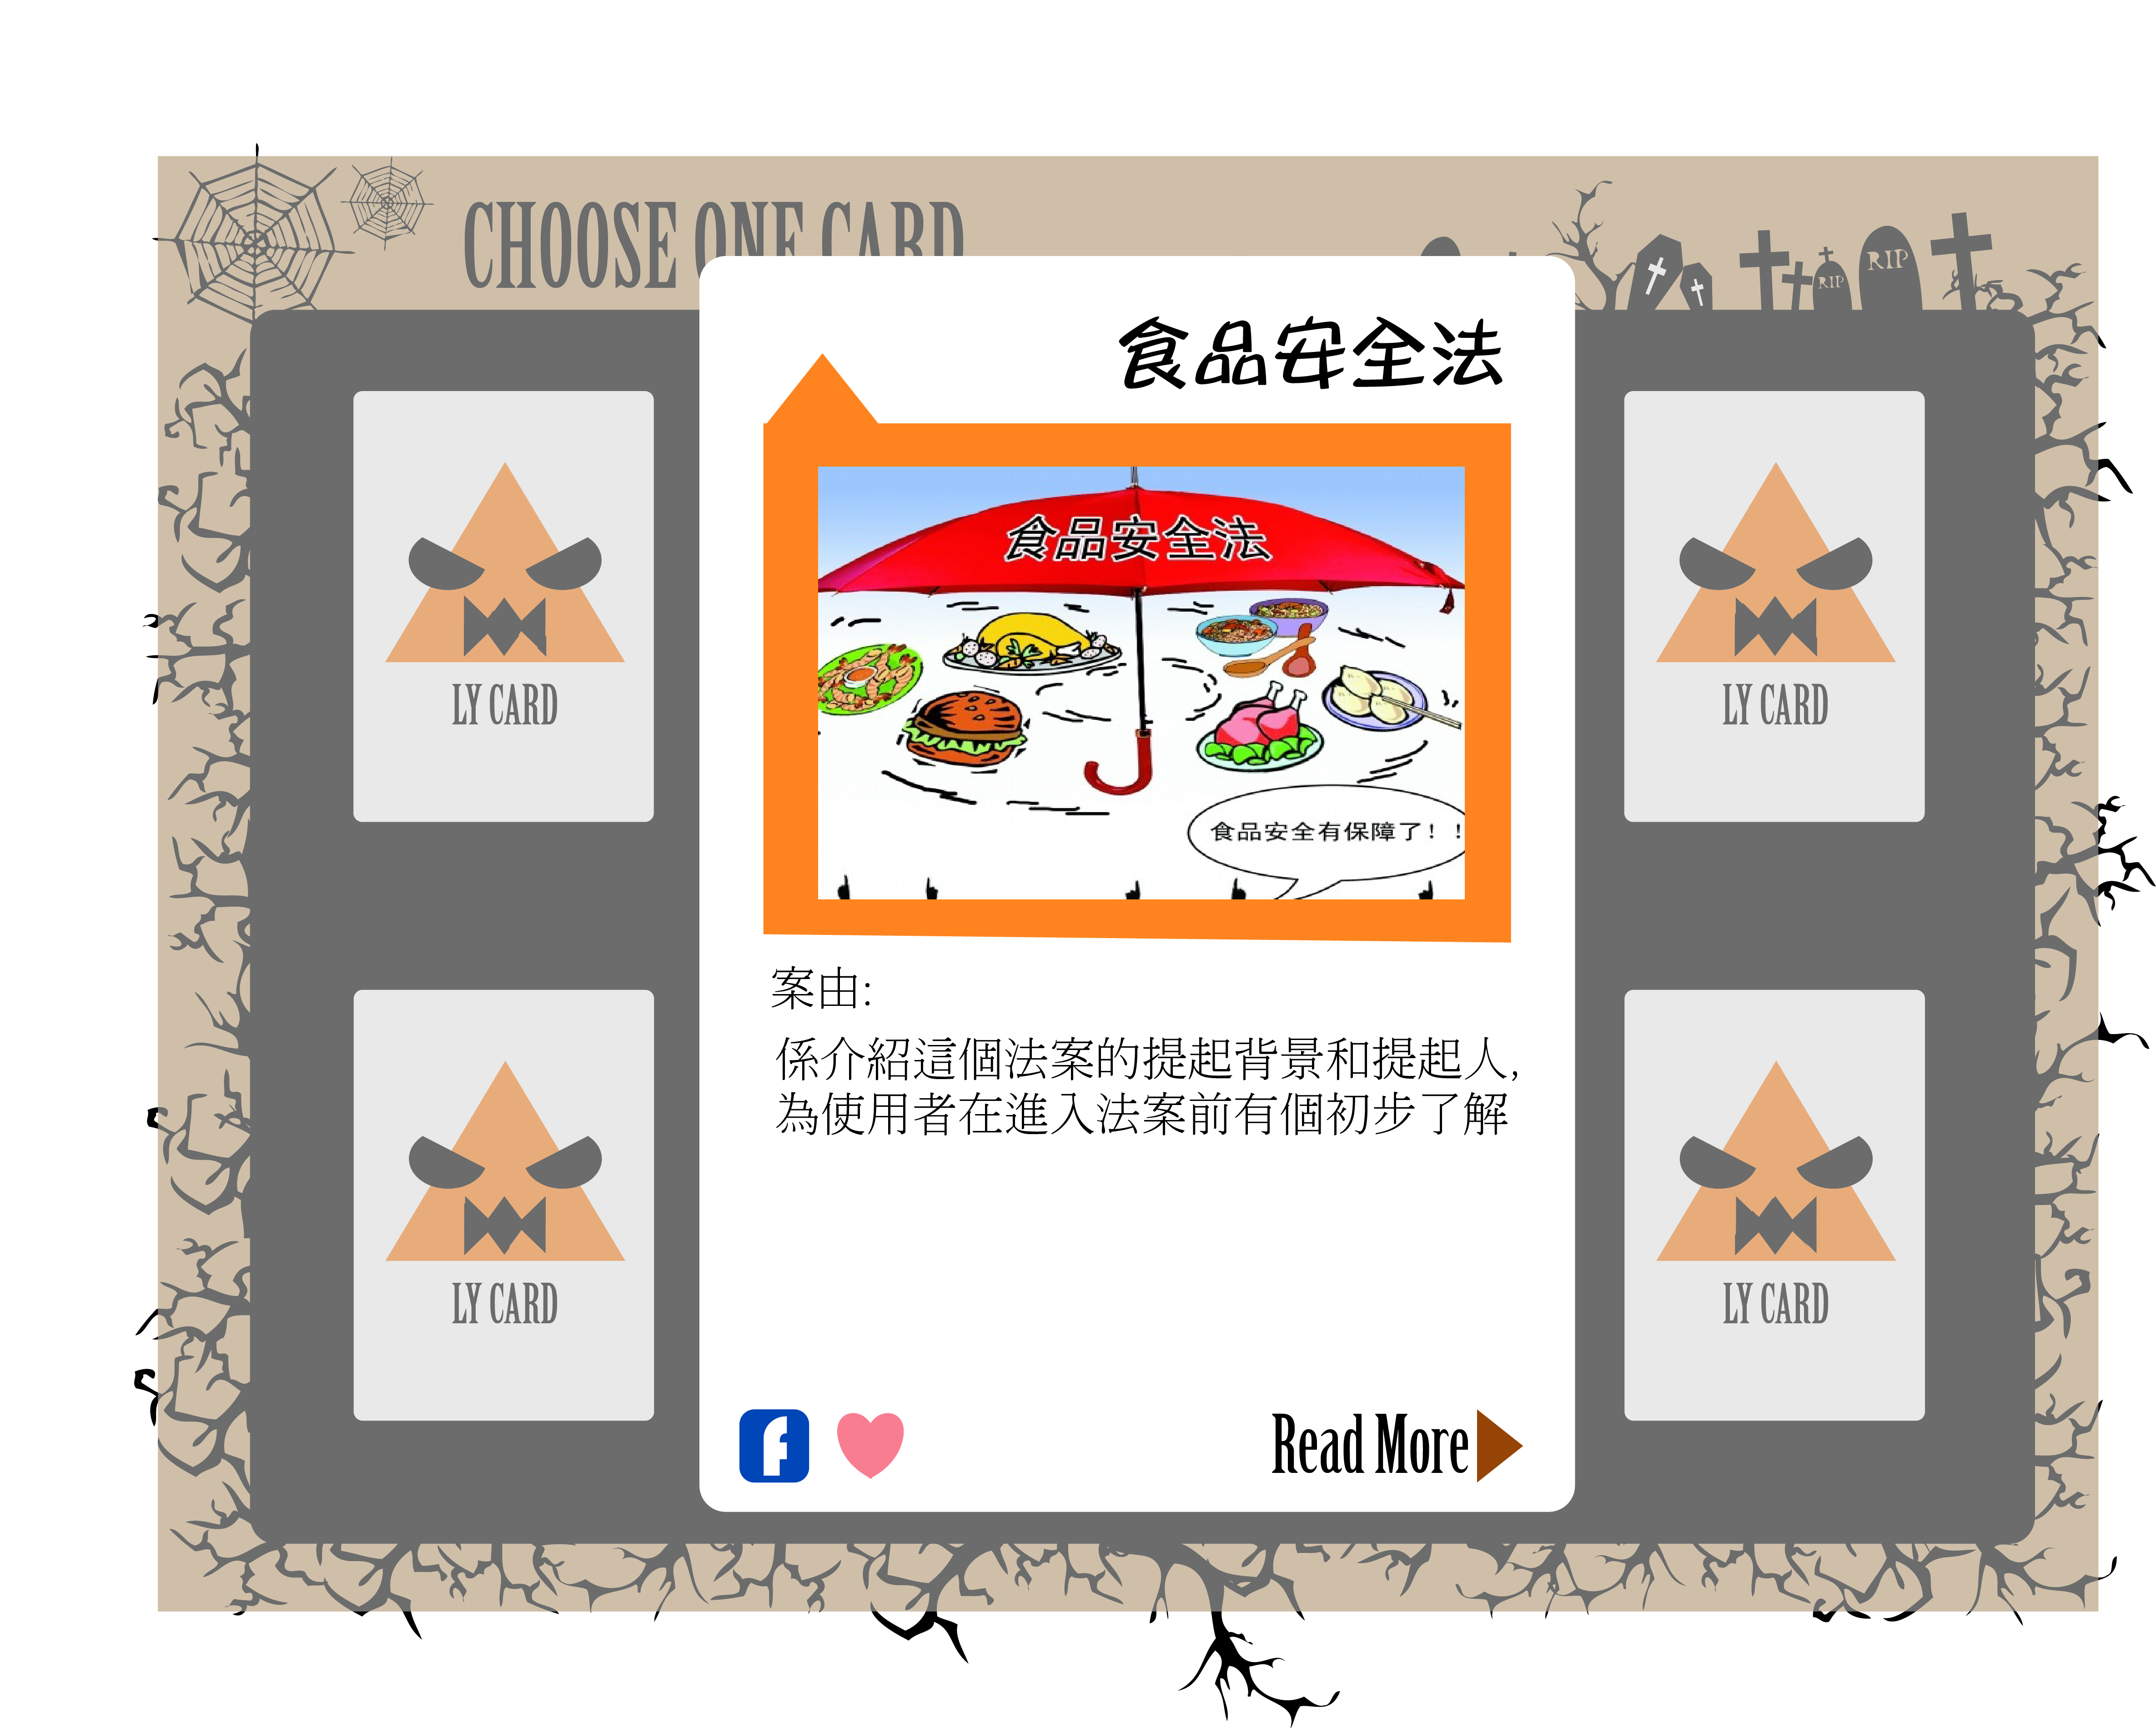 CHOOSE ONE CARD
RIP
RIP
食品安全法
食品安全法
食品安全有保障了！！
LY CARD
LY CARD
案由:
係介紹這個法案的提起背景和提起人,
為使用者在進入法案前有個初步了解
LY CARD
LY CARD
f
Read More